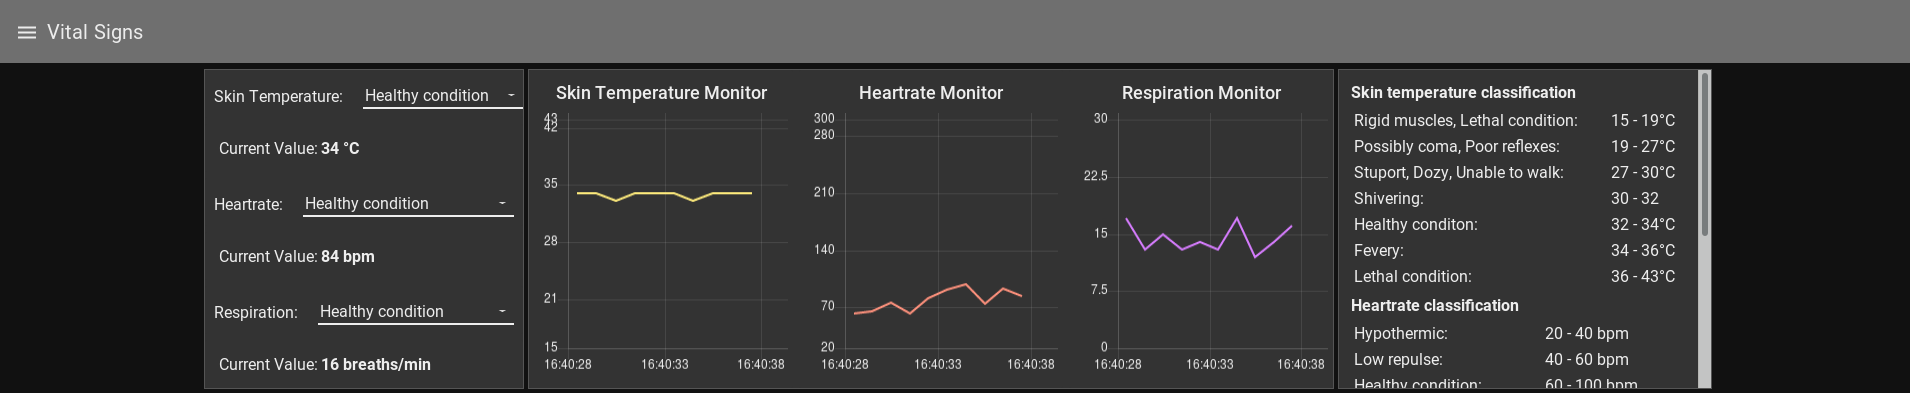 Vital Signs
Skin Temperature: Healthy condition
Current Value: 34 °C
Heartrate: Healthy condition
Current Value: 84 bpm
Respiration: Healthy condition
Current Value: 16 breaths/min
Skin Temperature Monitor
43
42
35
28
21
15
16:40:28 16:40:33 16:40:38
Heartrate Monitor
300
280
210
140
70
20
16:40:28 16:40:33 16:40:38
Respiration Monitor
30
22.5
15
7.5
0
16:40:28 16:40:33 16:40:38
Skin temperature classification
Rigid muscles, Lethal condition: 15 - 19°C
Possibly coma, Poor reflexes: 19 - 27°C
Stuport, Dozy, Unable to walk: 27 - 30°C
Shivering: 30 - 32
Healthy conditon: 32 - 34°C
Fevery: 34 - 36°C
Lethal condition: 36 - 43°C
Heartrate classification
Hypothermic: 20 - 40 bpm
Low repulse: 40 - 60 bpm
Healthy condition: 60 - 100 bpm